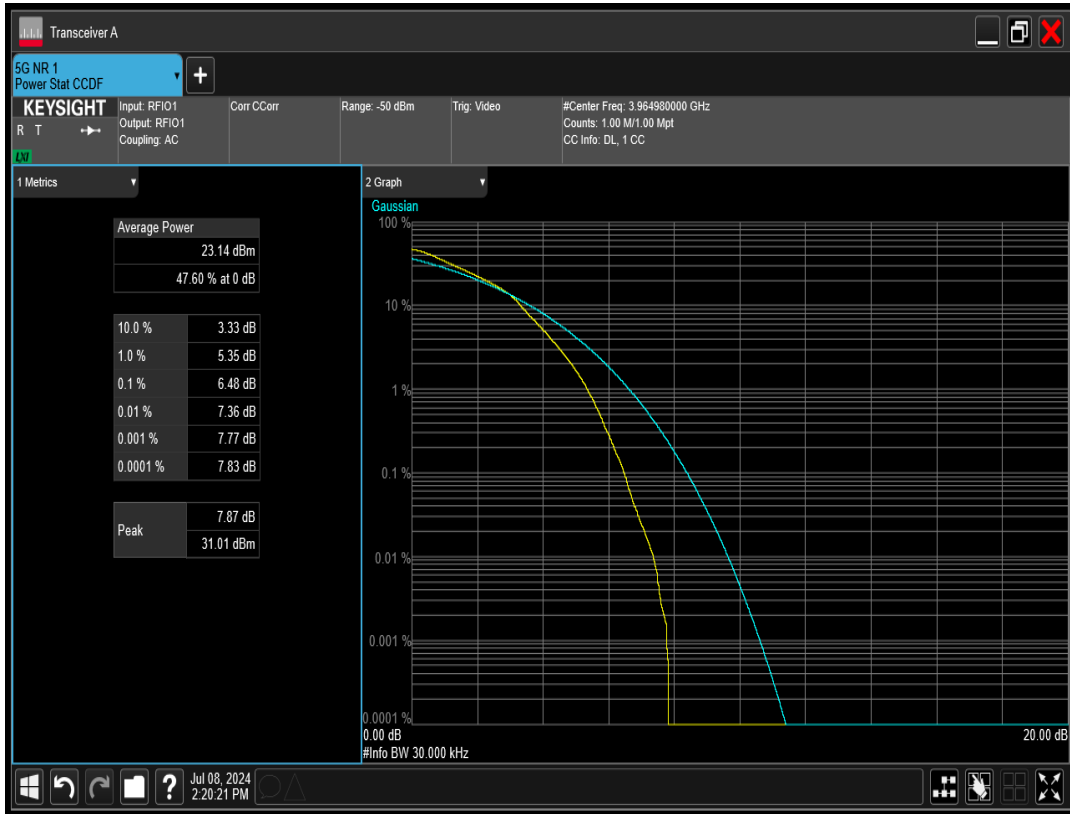 Transceiver A
5G NR 1
Power Stat CCDF
+
KEYSIGHT
R T
LXI
Input: RFIO1
Output: RFIO1
Coupling: AC
Corr CCorr
Range: -50 dBm
Trig: Video
#Center Freq: 3.964980000 GHz
Counts: 1.00 M/1.00 Mpt
CC Info: DL, 1 CC
1 Metrics
Average Power
23.14 dBm
47.60 % at 0 dB
10.0 % 3.33 dB
1.0 % 5.35 dB
0.1 % 6.48 dB
0.01 % 7.36 dB
0.001 % 7.77 dB
0.0001 % 7.83 dB
Peak
7.87 dB
31.01 dBm
2 Graph
Gaussian
100 %
10 %
1 %
0.1 %
0.01 %
0.001 %
0.0001 %
0.00 dB 20.00 dB
#Info BW 30.000 kHz
?
Jul 08, 2024
2:20:21 PM